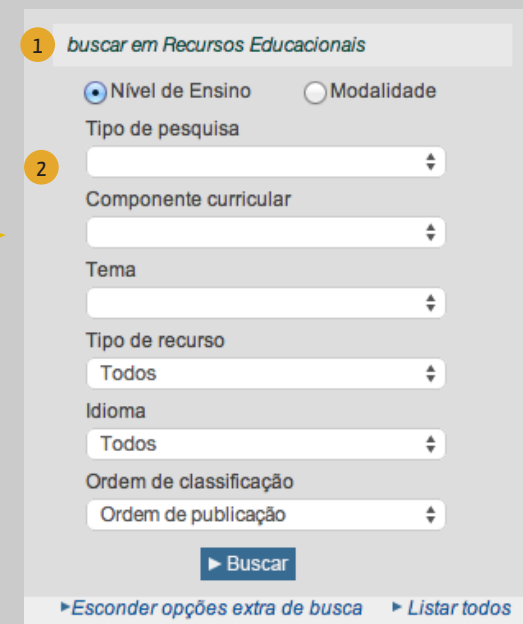 1 buscar em Recursos Educacionais
Nível de Ensino Modalidade
Tipo de pesquisa
2
Componente curricular
Tema
Tipo de recurso
Todos
Idioma
Todos
Ordem de classificação
Ordem de publicação
Buscar
Esconder opções extra de busca Listar todos